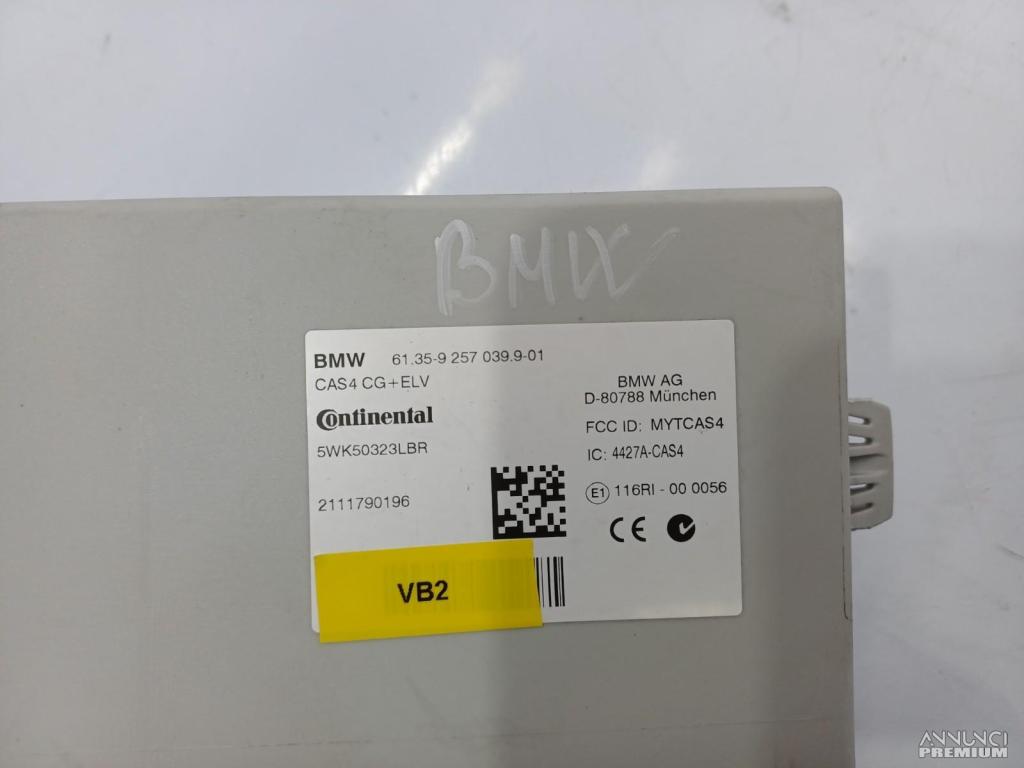 BMW
BMW 61.35-9 257 039.9-01
CAS4 CG+ELV
Continental
5WK50323LBR
2111790196
BMW AG
D-80788 München
FCC ID: MYTCAS4
IC: 4427A-CAS4
E1 116RI - 00 0056
CE
VB2
ANNUNCI
PREMIUM